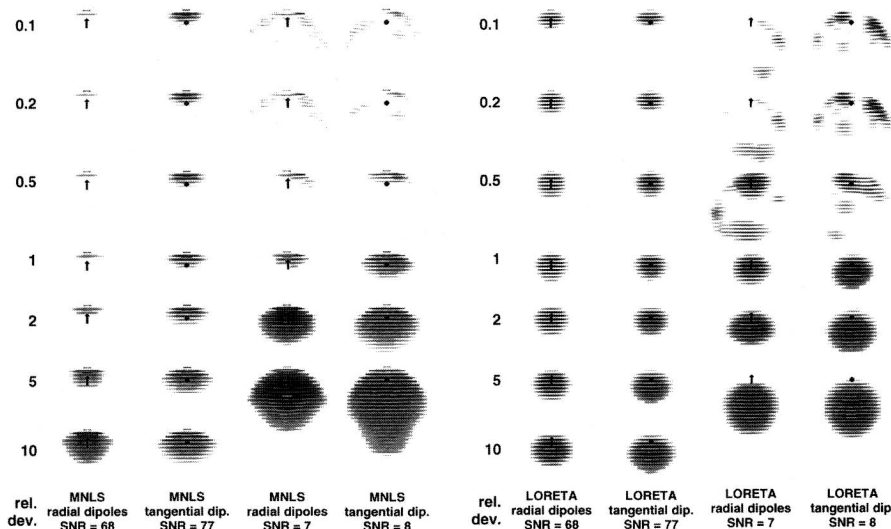 0.1
0.2
0.5
1
2
5
10
rel. dev.
MNLS radial dipoles SNR = 68
MNLS tangential dip. SNR = 77
MNLS radial dipoles SNR = 7
MNLS tangential dip. SNR = 8
0.1
0.2
0.5
1
2
5
10
rel. dev.
LORETA radial dipoles SNR = 68
LORETA tangential dip. SNR = 77
LORETA radial dipoles SNR = 7
LORETA tangential dip. SNR = 8